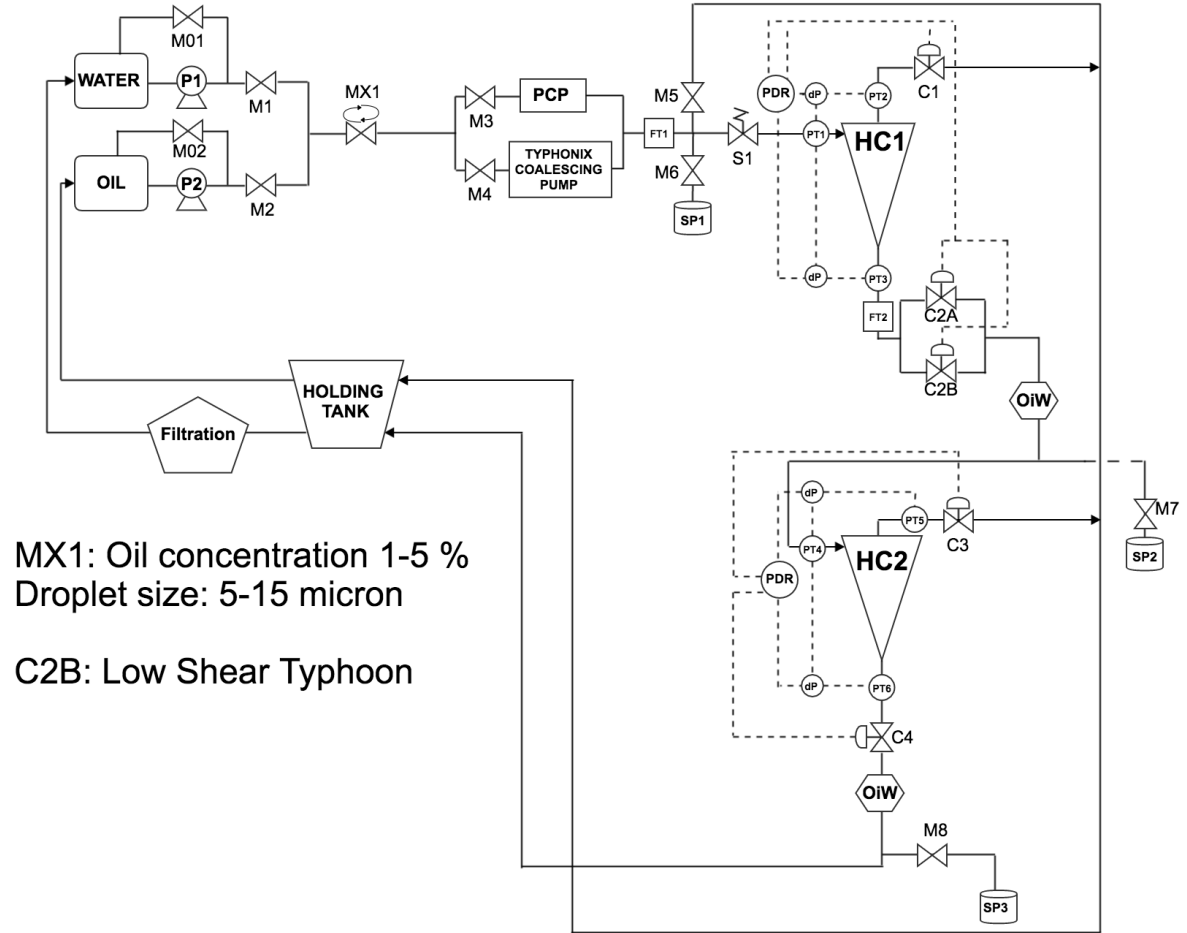 M01
WATER
P1
M1
MX1
M02
OIL
P2
M2
M3
PCP
M4
TYPHONIX
COALESCING
PUMP
FT1
M5
M6
SP1
S1
PDR
dP
PT2
C1
PT1
HC1
dP
PT3
FT2
C2A
C2B
OiW
HOLDING
TANK
Filtration
dP
PT5
C3
M7
SP2
PT4
HC2
PDR
dP
PT6
C4
OiW
M8
SP3
MX1: Oil concentration 1-5 %
Droplet size: 5-15 micron
C2B: Low Shear Typhoon